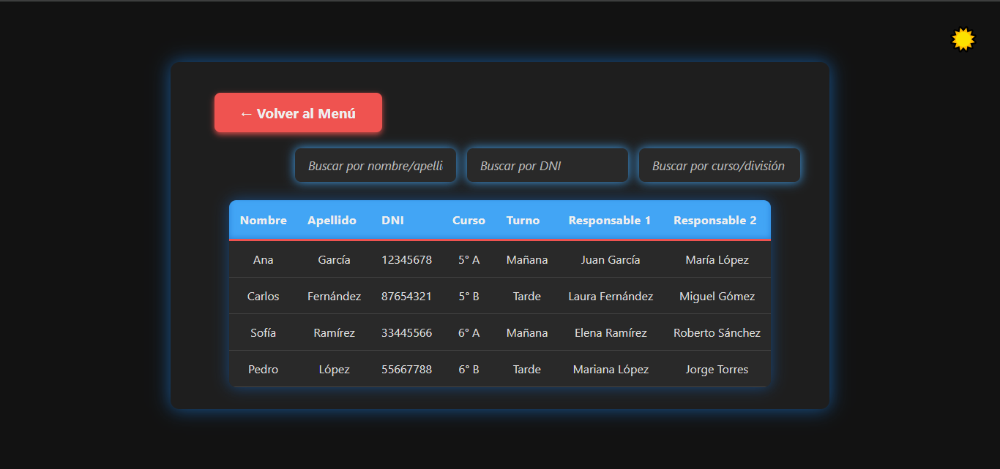 ← Volver al Menú
Buscar por nombre/apelli
Buscar por DNI
Buscar por curso/división
Nombre Apellido DNI Curso Turno Responsable 1 Responsable 2
Ana García 12345678 5° A Mañana Juan García María López
Carlos Fernández 87654321 5° B Tarde Laura Fernández Miguel Gómez
Sofía Ramírez 33445566 6° A Mañana Elena Ramírez Roberto Sánchez
Pedro López 55667788 6° B Tarde Mariana López Jorge Torres